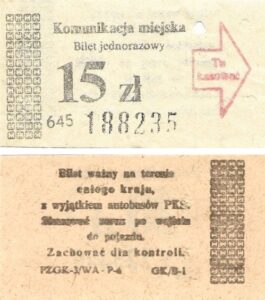 Komunikacja miejska
Bilet jednorazowy
15 zł
Tu
kasować
645 188235
Bilet ważny na terenie
całego kraju,
z wyjątkiem autobusów PKS.
Skasować zaraz po wejściu
do pojazdu.
Zachować dla kontroli.
PZGK-3/WA - P-6 GK/B-1